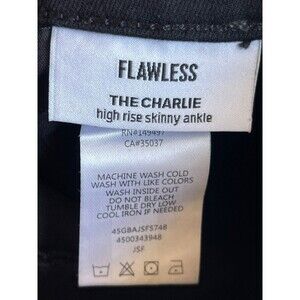 FLAWLESS
THE CHARLIE
high rise skinny ankle
RN#149497
CA#35037
MACHINE WASH COLD
WASH WITH LIKE COLORS
WASH INSIDE OUT
DO NOT BLEACH
TUMBLE DRY LOW
COOL IRON IF NEEDED
45GBAJSFS748
4500343948
JSF